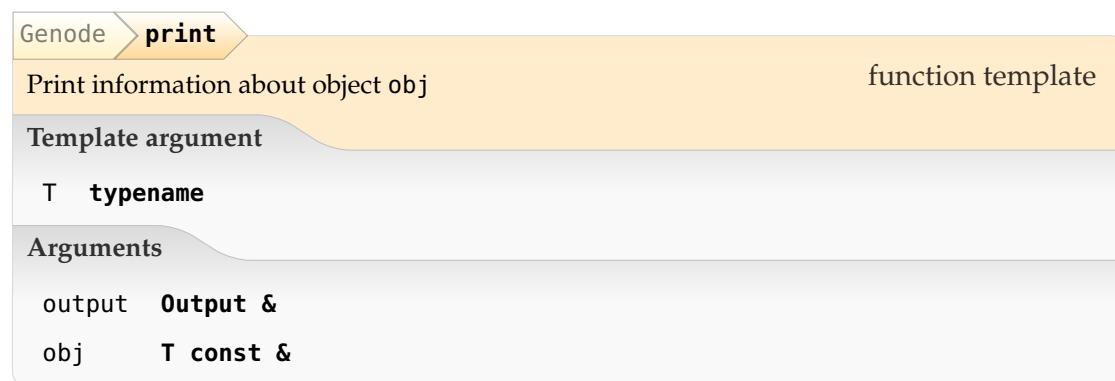 Genode print
Print information about object obj
function template
Template argument
T typename
Arguments
output Output &
obj T const &